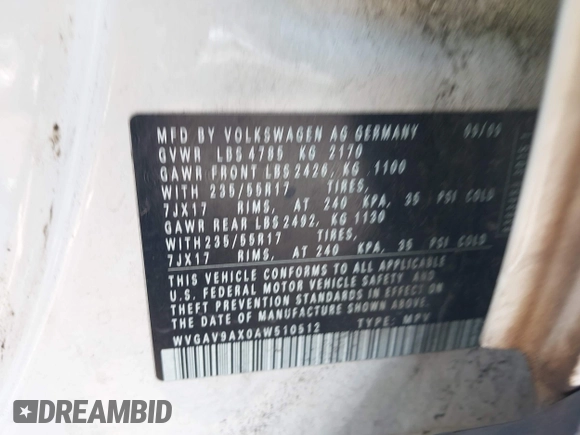 MFD BY VOLKSWAGEN AG GERMANY
GVWR LBS 4785 KG 2170
GAWR FRONT LBS 2426, KG 1100
WITH 235/55R17 TIRES,
7JX17 RIMS, AT 240 KPA, 35 PSI COLD
GAWR REAR LBS 2492, KG 1130
WITH 235/55R17 TIRES,
7JX17 RIMS, AT 240 KPA, 35 PSI COLD
THIS VEHICLE CONFORMS TO ALL APPLICABLE
U.S. FEDERAL MOTOR VEHICLE SAFETY AND
THEFT PREVENTION STANDARDS IN EFFECT
ON THE DATE OF MANUFACTURE SHOWN ABOVE.
WVGAV9AX0AW510512 TYPE: MPV
DREAMBID